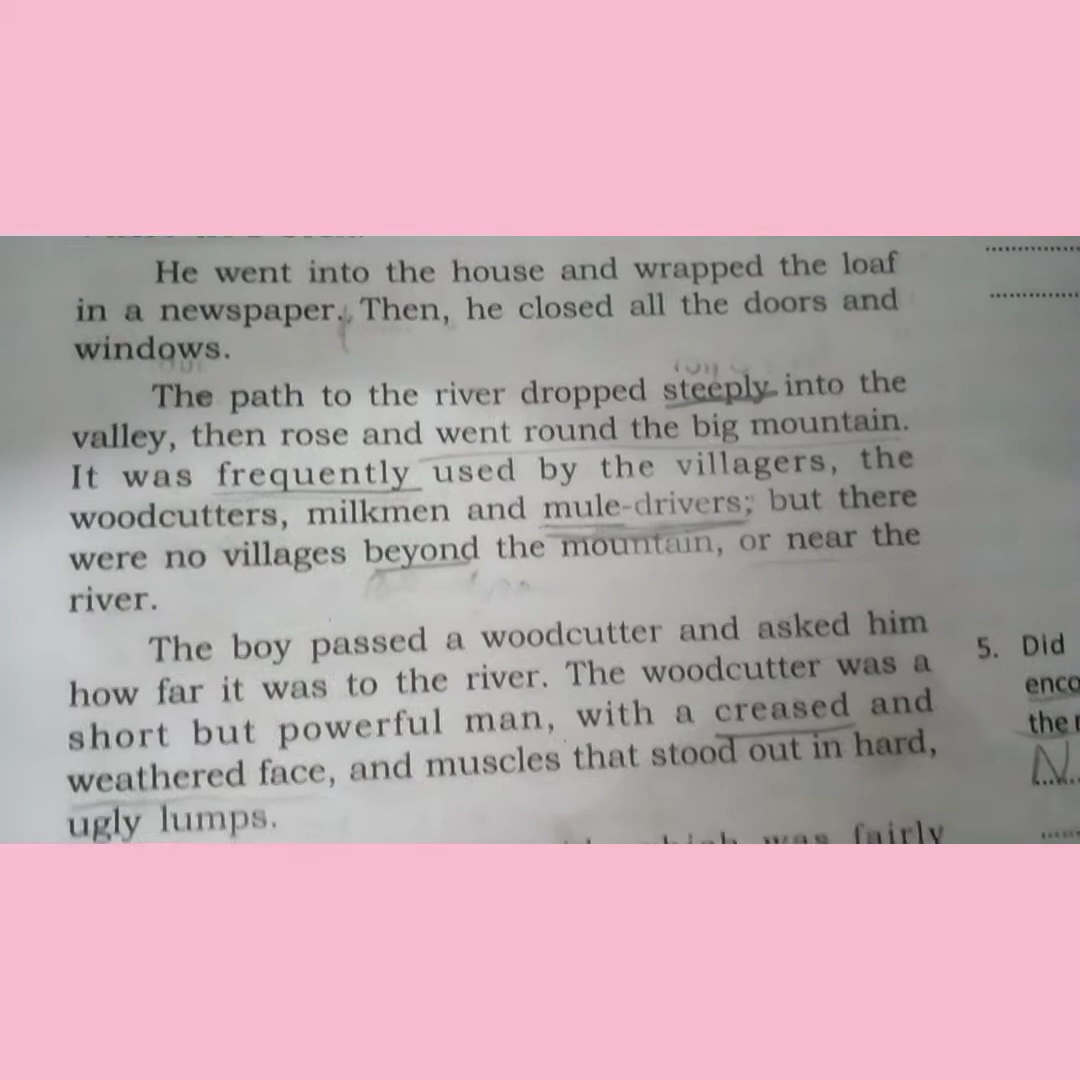 He went into the house and wrapped the loaf
in a newspaper. Then, he closed all the doors and
windows.
The path to the river dropped steeply into the
valley, then rose and went round the big mountain.
It was frequently used by the villagers, the
woodcutters, milkmen and mule-drivers; but there
were no villages beyond the mountain, or near the
river.
The boy passed a woodcutter and asked him
how far it was to the river. The woodcutter was a
short but powerful man, with a creased and
weathered face, and muscles that stood out in hard,
ugly lumps.
which was fairly
5. Did
enco
the